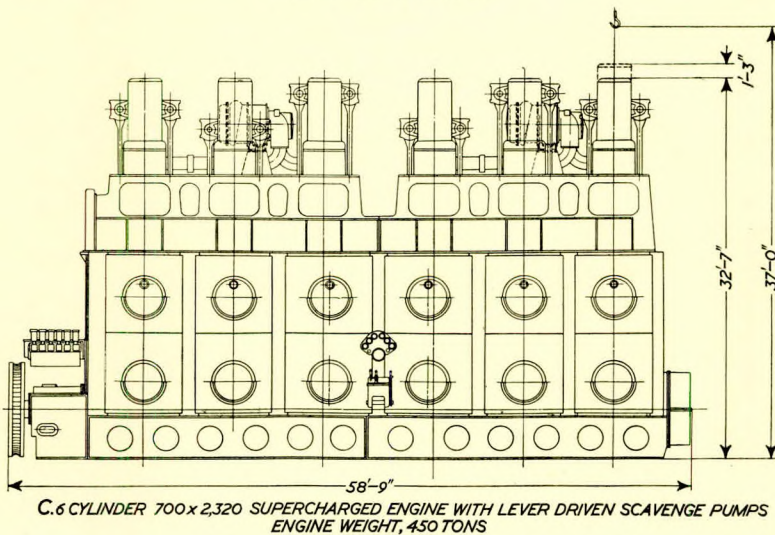 1'-3"
32'-7"
37'-0"
58'-9"
C.6 CYLINDER 700 x 2,320 SUPERCHARGED ENGINE WITH LEVER DRIVEN SCAVENGE PUMPS
ENGINE WEIGHT, 450 TONS